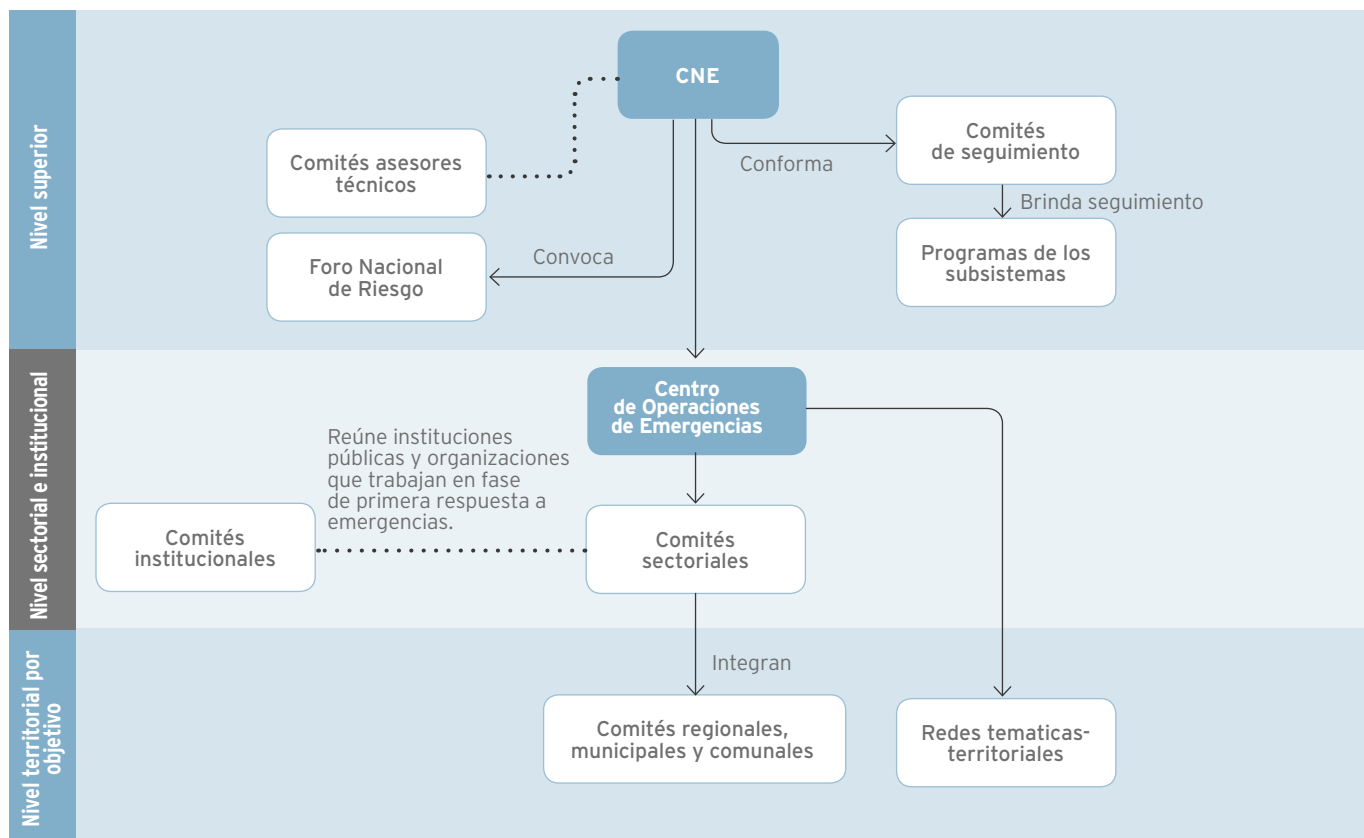 Nivel superior
CNE
Comités asesores
técnicos
Conforma
Comités
de seguimiento
Brinda seguimiento
Foro Nacional
de Riesgo
Convoca
Programas de los
subsistemas
Nivel sectorial e institucional
Centro
de Operaciones
de Emergencias
Reúne instituciones
públicas y organizaciones
que trabajan en fase
de primera respuesta a
emergencias.
Comités
institucionales
Comités
sectoriales
Nivel territorial por
objetivo
Integran
Comités regionales,
municipales y comunales
Redes tematicas-
territoriales